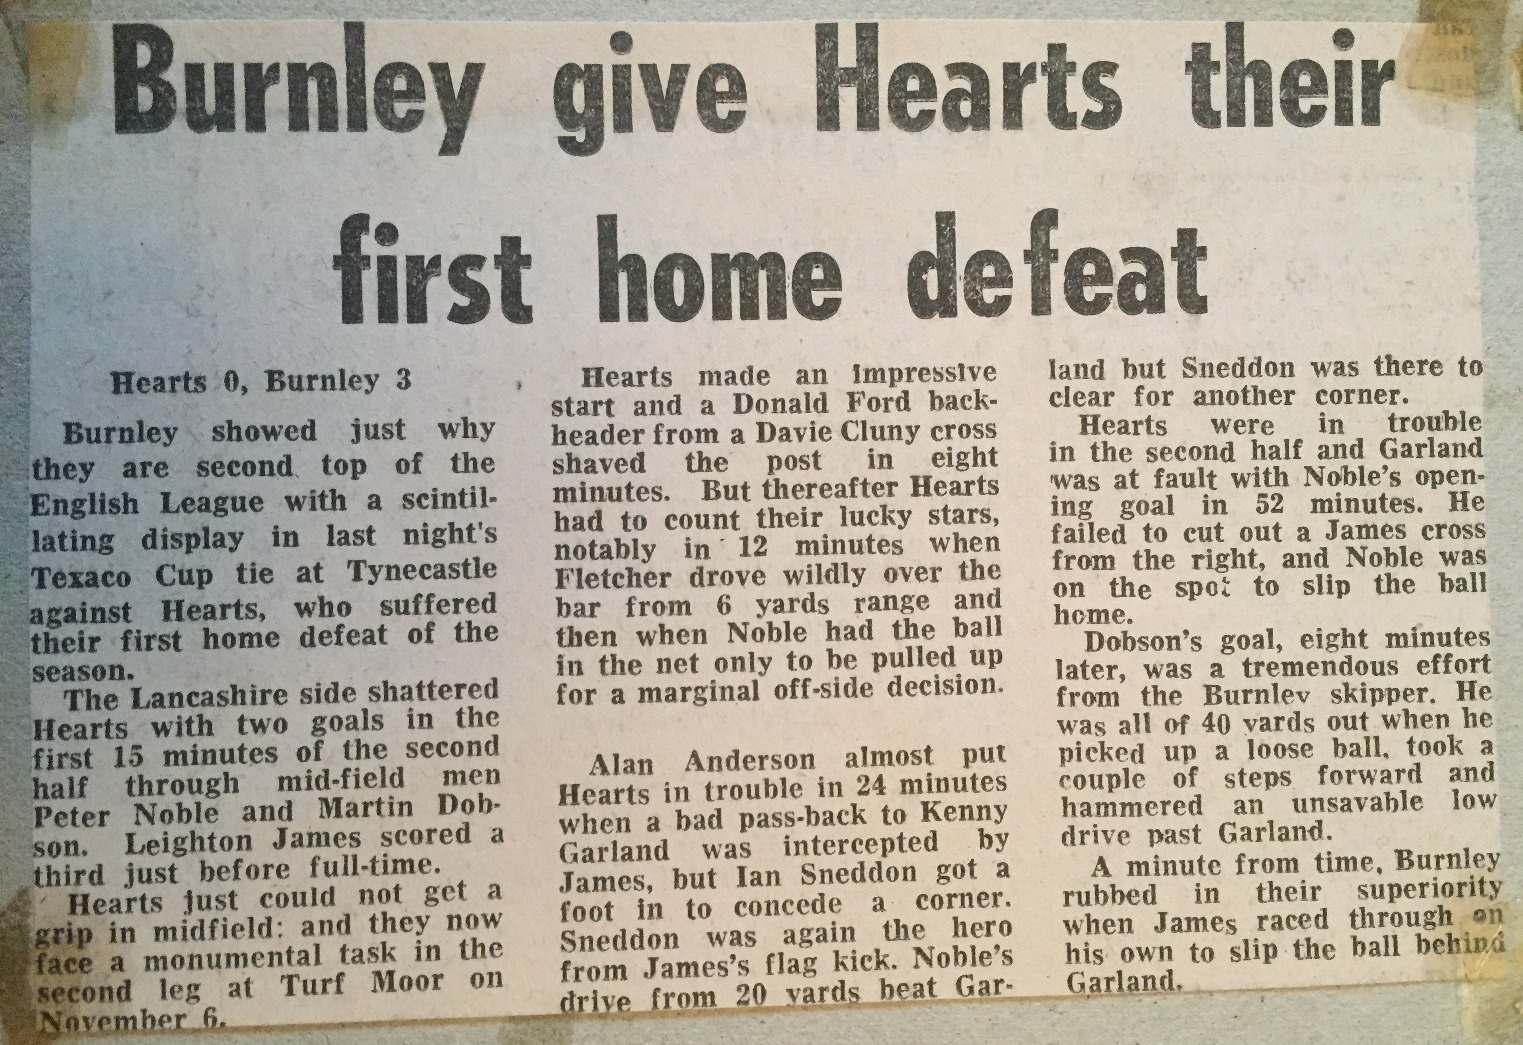 Burnley give Hearts their
first home defeat
Hearts 0, Burnley 3
Burnley showed just why
they are second top of the
English League with a scintil-
lating display in last night's
Texaco Cup tie at Tynecastle
against Hearts, who suffered
their first home defeat of the
season.
The Lancashire side shattered
Hearts with two goals in the
first 15 minutes of the second
half through mid-field men
Peter Noble and Martin Dob-
son. Leighton James scored a
third just before full-time.
Hearts just could not get a
grip in midfield; and they now
face a monumental task in the
second leg at Turf Moor on
November 6.
Hearts made an impressive
start and a Donald Ford back-
header from a Davie Cluny cross
shaved the post in eight
minutes. But thereafter Hearts
had to count their lucky stars,
notably in 12 minutes when
Fletcher drove wildly over the
bar from 6 yards range and
then when Noble had the ball
in the net only to be pulled up
for a marginal off-side decision.
Alan Anderson almost put
Hearts in trouble in 24 minutes
when a bad pass-back to Kenny
Garland was intercepted by
James, but Ian Sneddon got a
foot in to concede a corner.
Sneddon was again the hero
from James's flag kick. Noble's
drive from 20 yards beat Gar-
land but Sneddon was there to
clear for another corner.
Hearts were in trouble
in the second half and Garland
was at fault with Noble's open-
ing goal in 52 minutes. He
failed to cut out a James cross
from the right, and Noble was
on the spot to slip the ball
home.
Dobson's goal, eight minutes
later, was a tremendous effort
from the Burnley skipper. He
was all of 40 yards out when he
picked up a loose ball, took a
couple of steps forward and
hammered an unsavable low
drive past Garland.
A minute from time, Burnley
rubbed in their superiority
when James raced through on
his own to slip the ball behind
Garland.